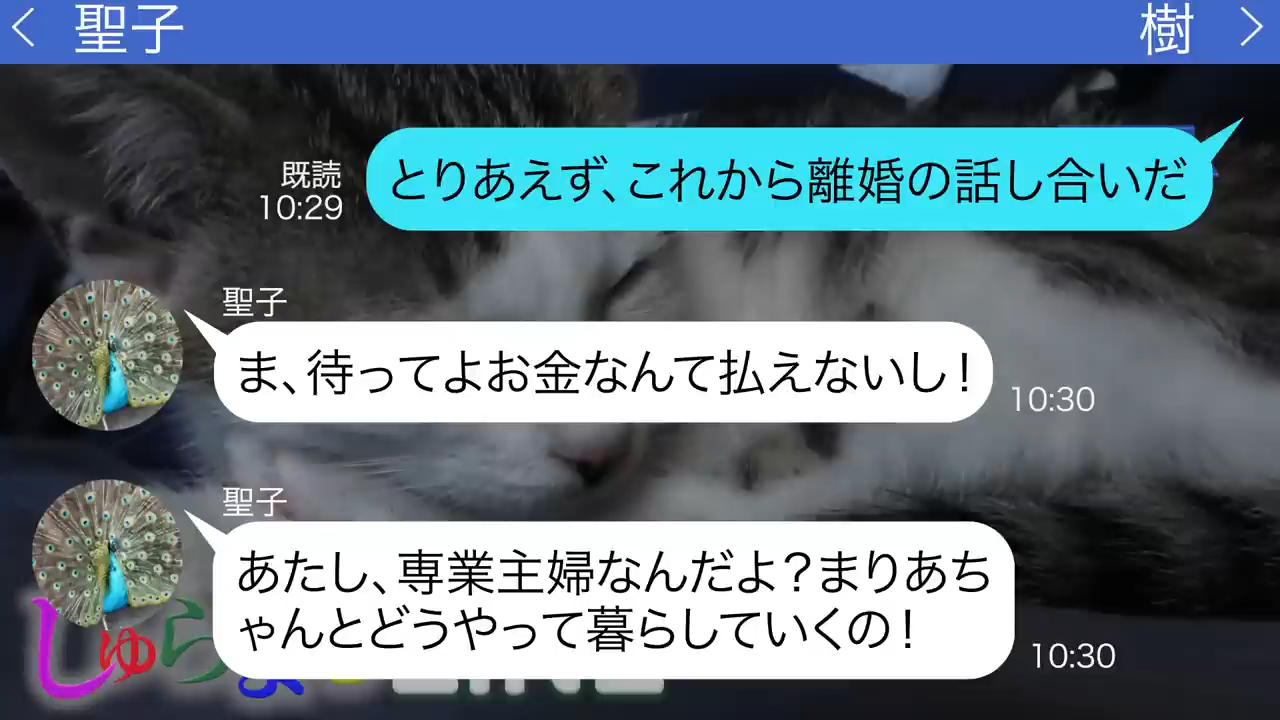 聖子
樹
とりあえず、これから離婚の話し合いだ
既読
10:29
聖子
ま、待ってよお金なんて払えないし!
10:30
聖子
あたし、専業主婦なんだよ?まりあち
ゃんとどうやって暮らしていくの!
10:30
しゅら